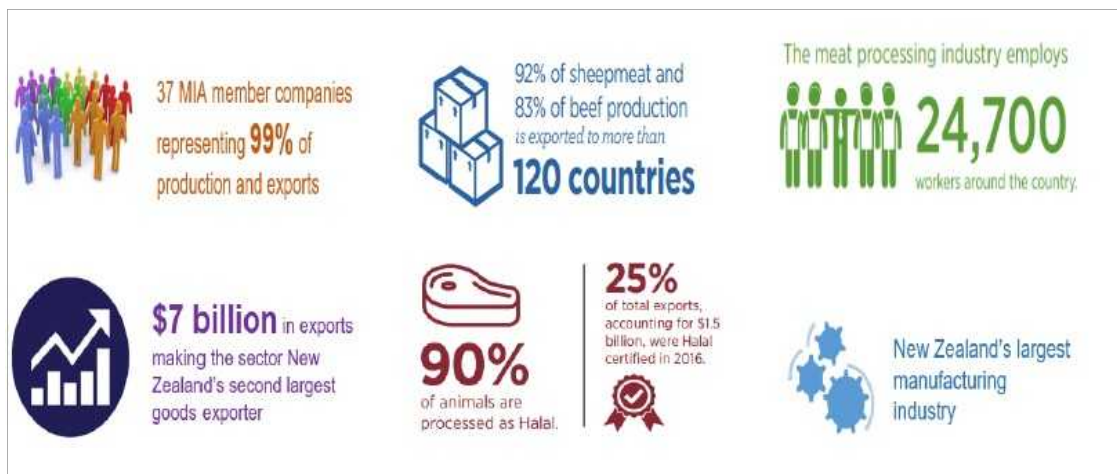 37 MIA member companies
representing 99% of
production and exports
92% of sheepmeat and
83% of beef production
is exported to more than
120 countries
The meat processing industry employs
24,700
workers around the country.
$7 billion in exports
making the sector New
Zealand's second largest
goods exporter
90%
of animals are
processed as Halal.
25%
of total exports,
accounting for $1.5
billion, were Halal
certified in 2016.
New Zealand's largest
manufacturing
industry